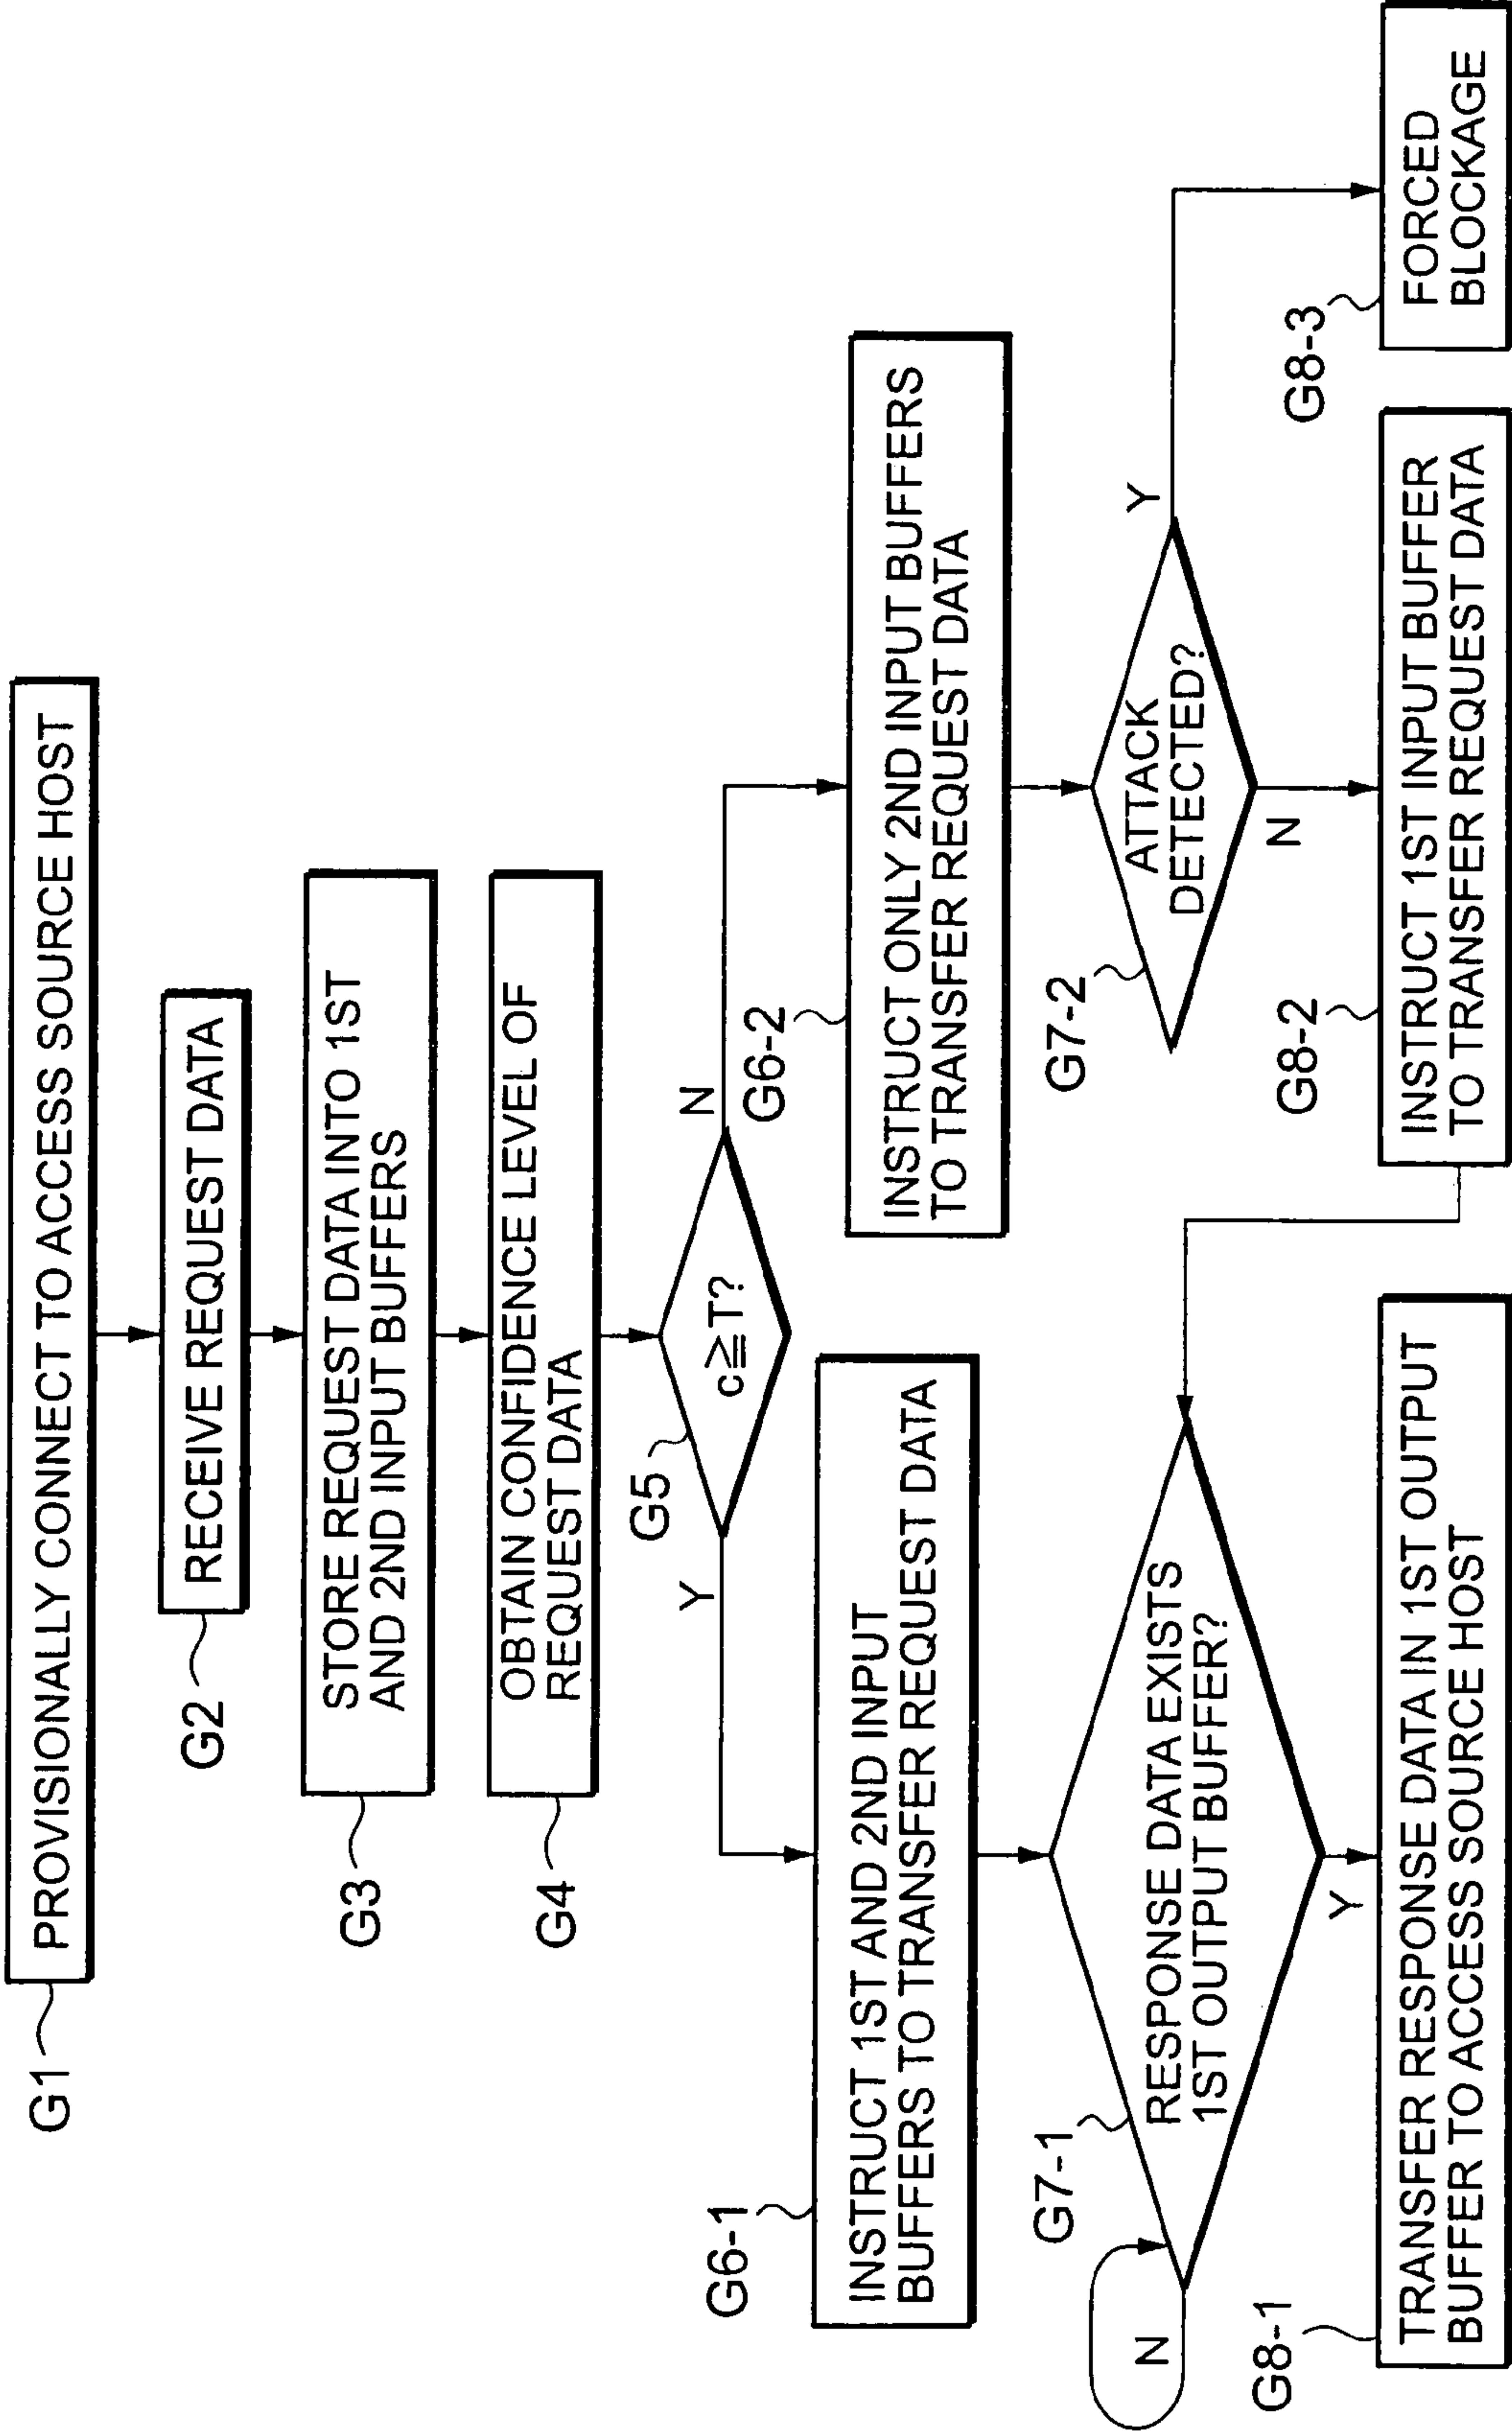 G1
PROVISIONALLY CONNECT TO ACCESS SOURCE HOST
G2
RECEIVE REQUEST DATA
G3
STORE REQUEST DATA INTO 1ST
AND 2ND INPUT BUFFERS
G4
OBTAIN CONFIDENCE LEVEL OF
REQUEST DATA
G5
c≧T?
Y
N
G6-1
INSTRUCT 1ST AND 2ND INPUT
BUFFERS TO TRANSFER REQUEST DATA
G6-2
INSTRUCT ONLY 2ND INPUT BUFFERS
TO TRANSFER REQUEST DATA
G7-1
RESPONSE DATA EXISTS
1ST OUTPUT BUFFER?
N
Y
G7-2
ATTACK
DETECTED?
Y
N
G8-1
TRANSFER RESPONSE DATA IN 1ST OUTPUT
BUFFER TO ACCESS SOURCE HOST
G8-2
INSTRUCT 1ST INPUT BUFFER
TO TRANSFER REQUEST DATA
G8-3
FORCED
BLOCKAGE